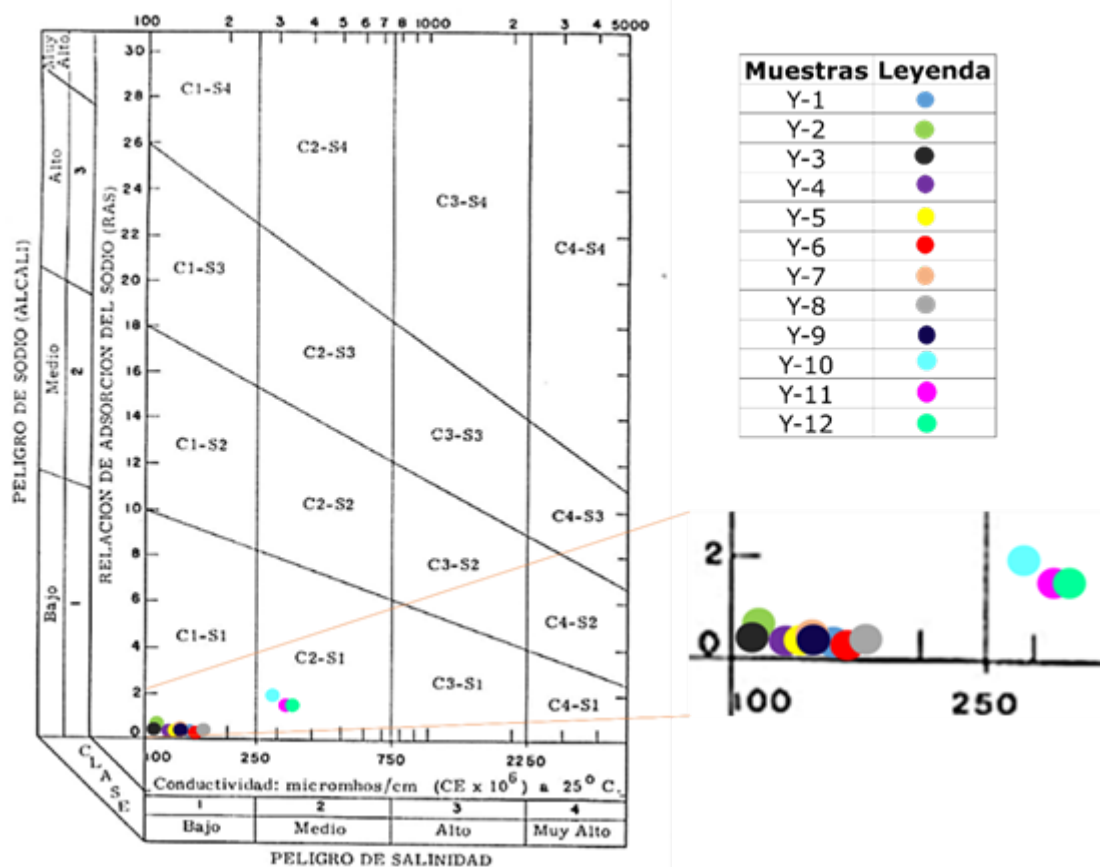 100 2 3 4 5 6 7 8 1000 2 3 4 5000
PELIGRO DE SODIO (ALCALI)
Muy Alto
Alto
Medio
Bajo
3
2
1
RELACION DE ADSORCION DEL SODIO (RAS)
30
28
26
24
22
20
18
16
14
12
10
8
6
4
2
0
C1-S4
C2-S4
C3-S4
C4-S4
C1-S3
C2-S3
C3-S3
C4-S3
C1-S2
C2-S2
C3-S2
C4-S2
C1-S1
C2-S1
C3-S1
C4-S1
100 250 750 2250
CLASE
Conductividad: micromhos/cm (CE x 10⁶) a 25° C.
1 2 3 4
Bajo Medio Alto Muy Alto
PELIGRO DE SALINIDAD
Muestras Leyenda
Y-1
Y-2
Y-3
Y-4
Y-5
Y-6
Y-7
Y-8
Y-9
Y-10
Y-11
Y-12
2
0
100 250